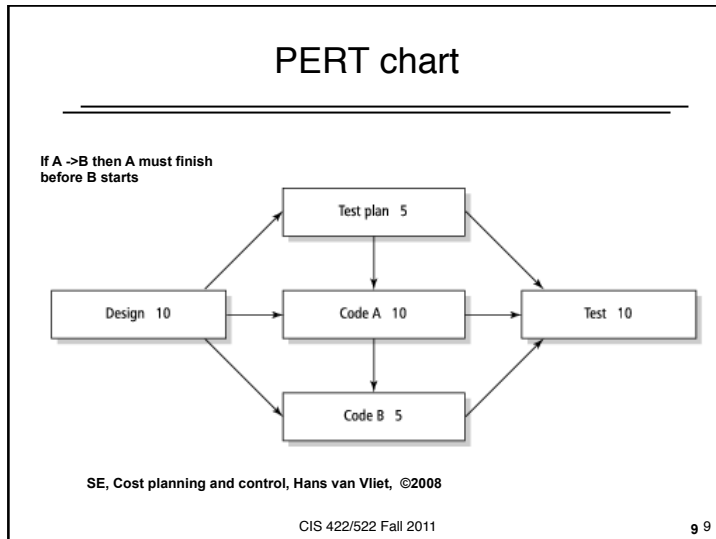 PERT chart
If A ->B then A must finish
before B starts
Test plan 5
Design 10
Code A 10
Test 10
Code B 5
SE, Cost planning and control, Hans van Vliet, ©2008
CIS 422/522 Fall 2011
9 9